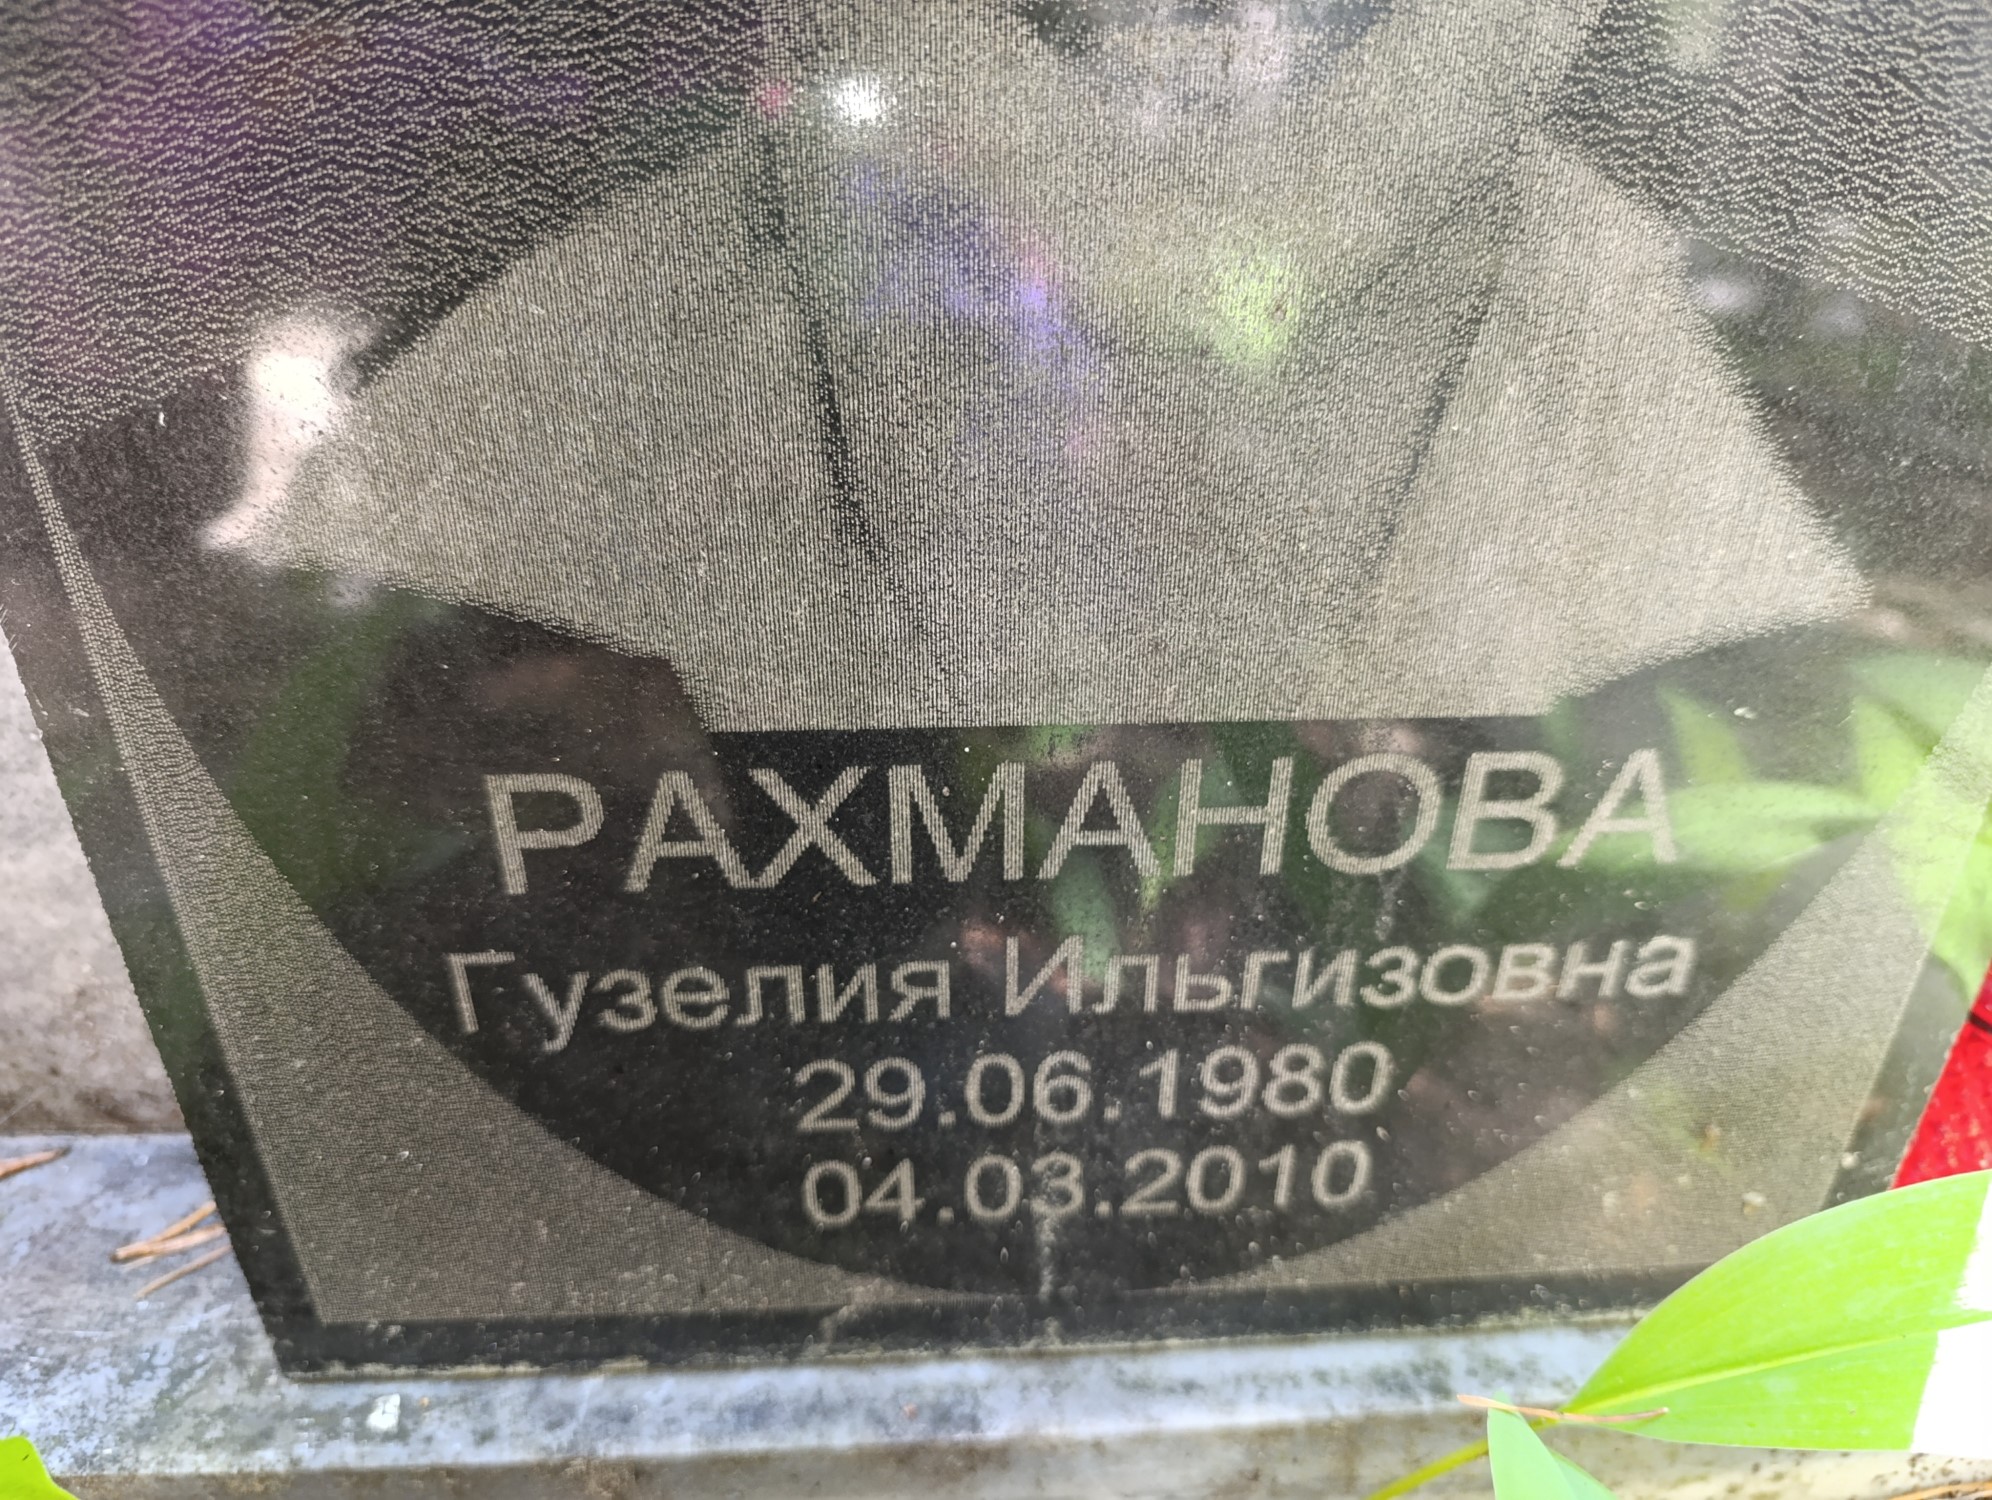 РАХМАНОВА
Гузелия Ильгизовна
29.06.1980
04.03.2010